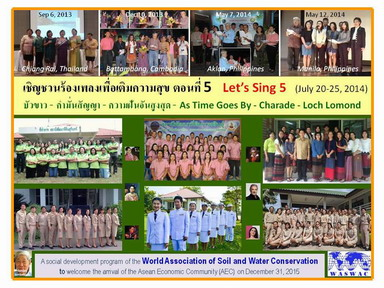 Sep 6, 2013
Dec 10, 2013
May 7, 2014
May 12, 2014
Chiang Rai, Thailand
Battambang, Cambodia
Aklan, Philippines
Manila, Philippines
เชิญชวนร้องเพลงเพื่อเติมความสุข ตอนที่ 5 Let's Sing 5 (July 20-25, 2014)
บัวขาว - คำมั่นสัญญา - ความฝันอันสูงสุด - As Time Goes By - Charade - Loch Lomond
A social development program of the World Association of Soil and Water Conservation
to welcome the arrival of the Asean Economic Community (AEC) on December 31, 2015
WASWAC